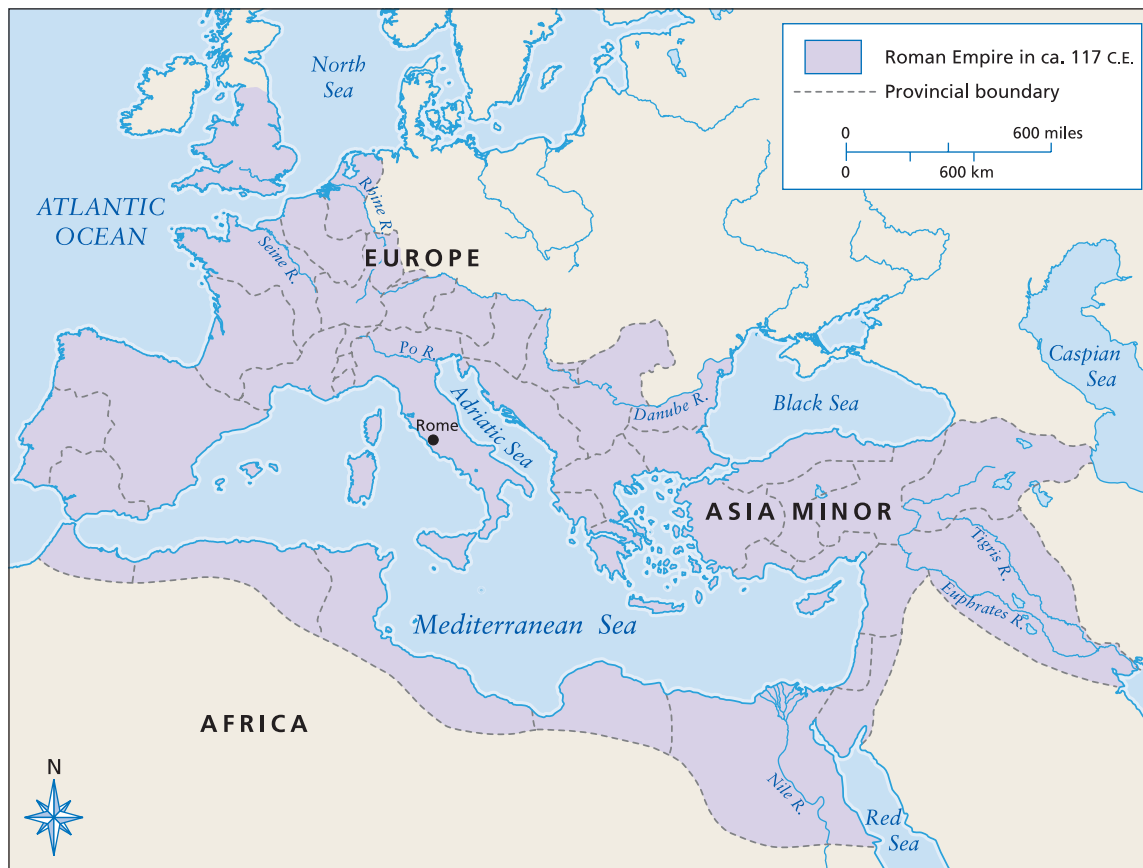 North
Sea
Roman Empire in ca. 117 C.E.
Provincial boundary
0 600 miles
0 600 km
ATLANTIC
OCEAN
Rhine R.
Seine R.
EUROPE
Po R.
Adriatic Sea
Rome
Danube R.
Black Sea
Caspian
Sea
ASIA MINOR
Tigris R.
Euphrates R.
Mediterranean Sea
AFRICA
N
Nile R.
Red
Sea